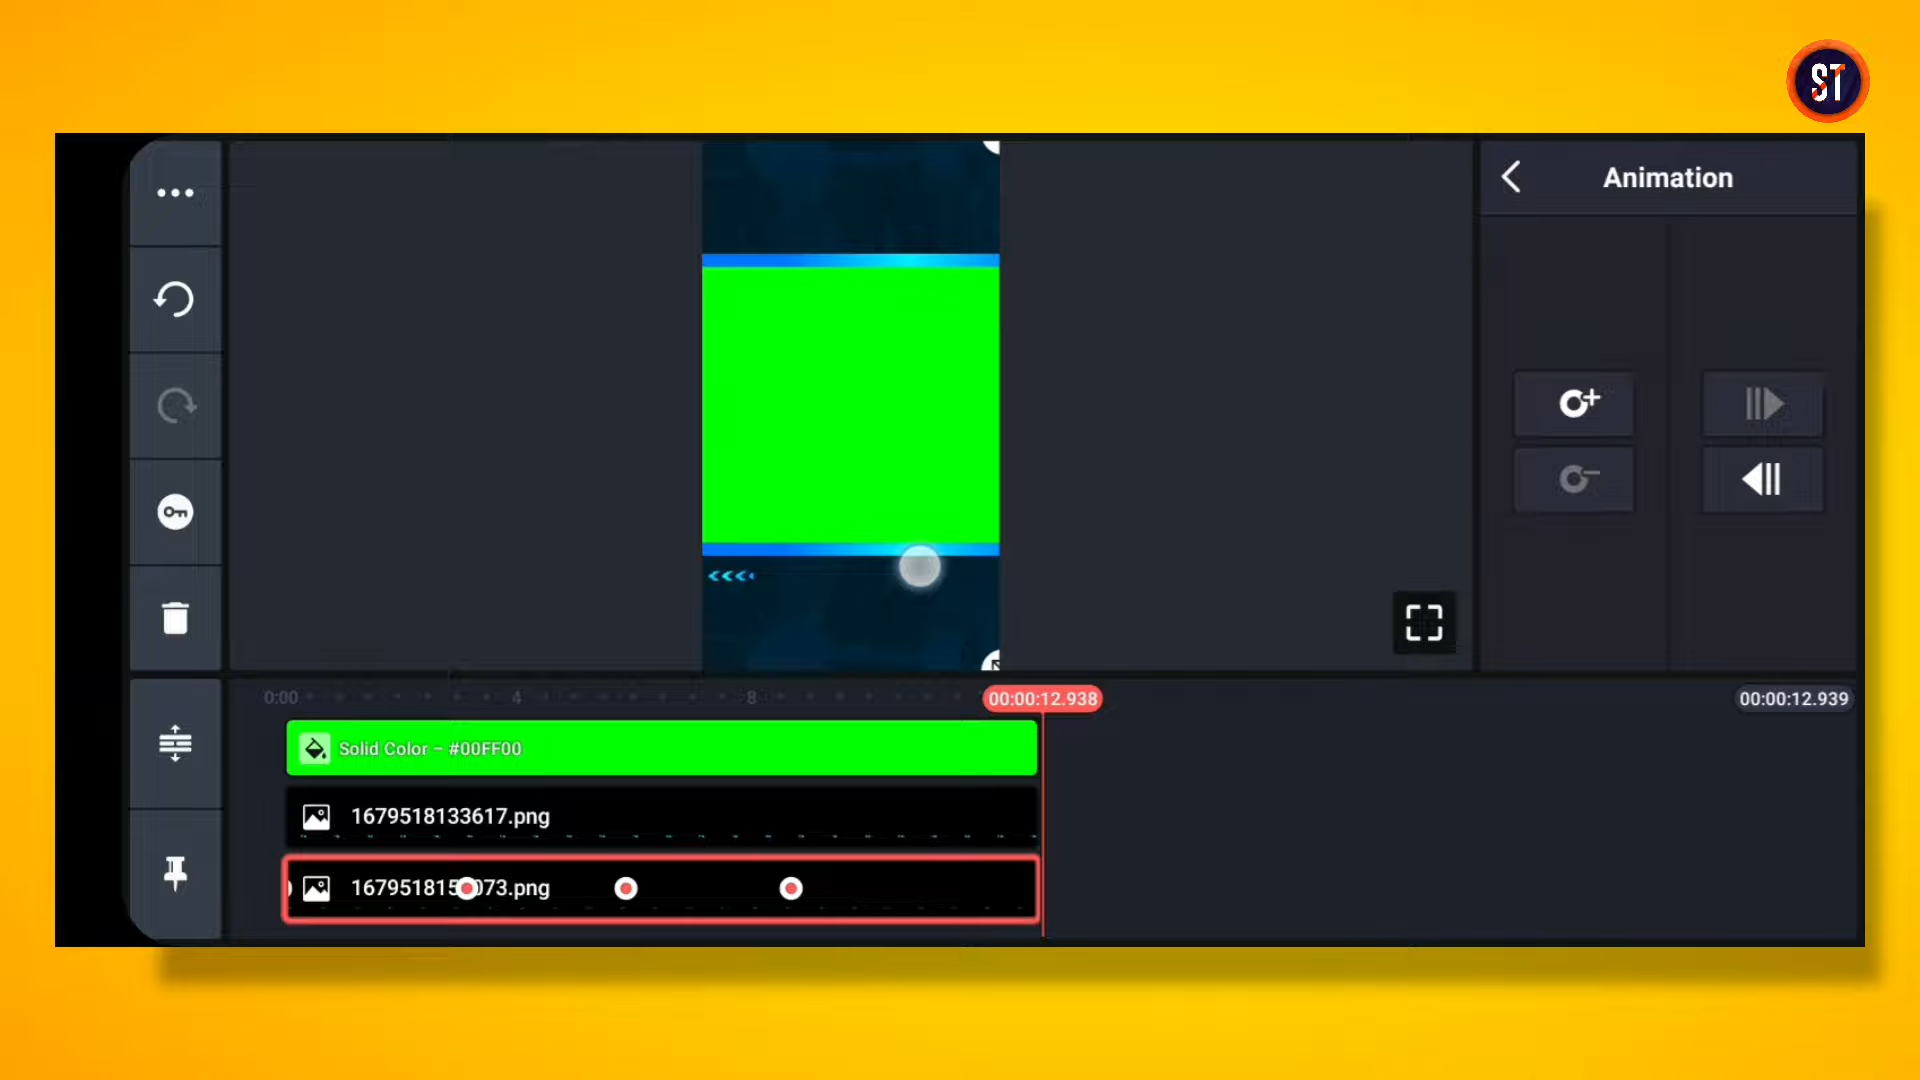 ST
Animation
0:00
4
8
00:00:12.938
00:00:12.939
Solid Color – #00FF00
1679518133617.png
167951815 073.png